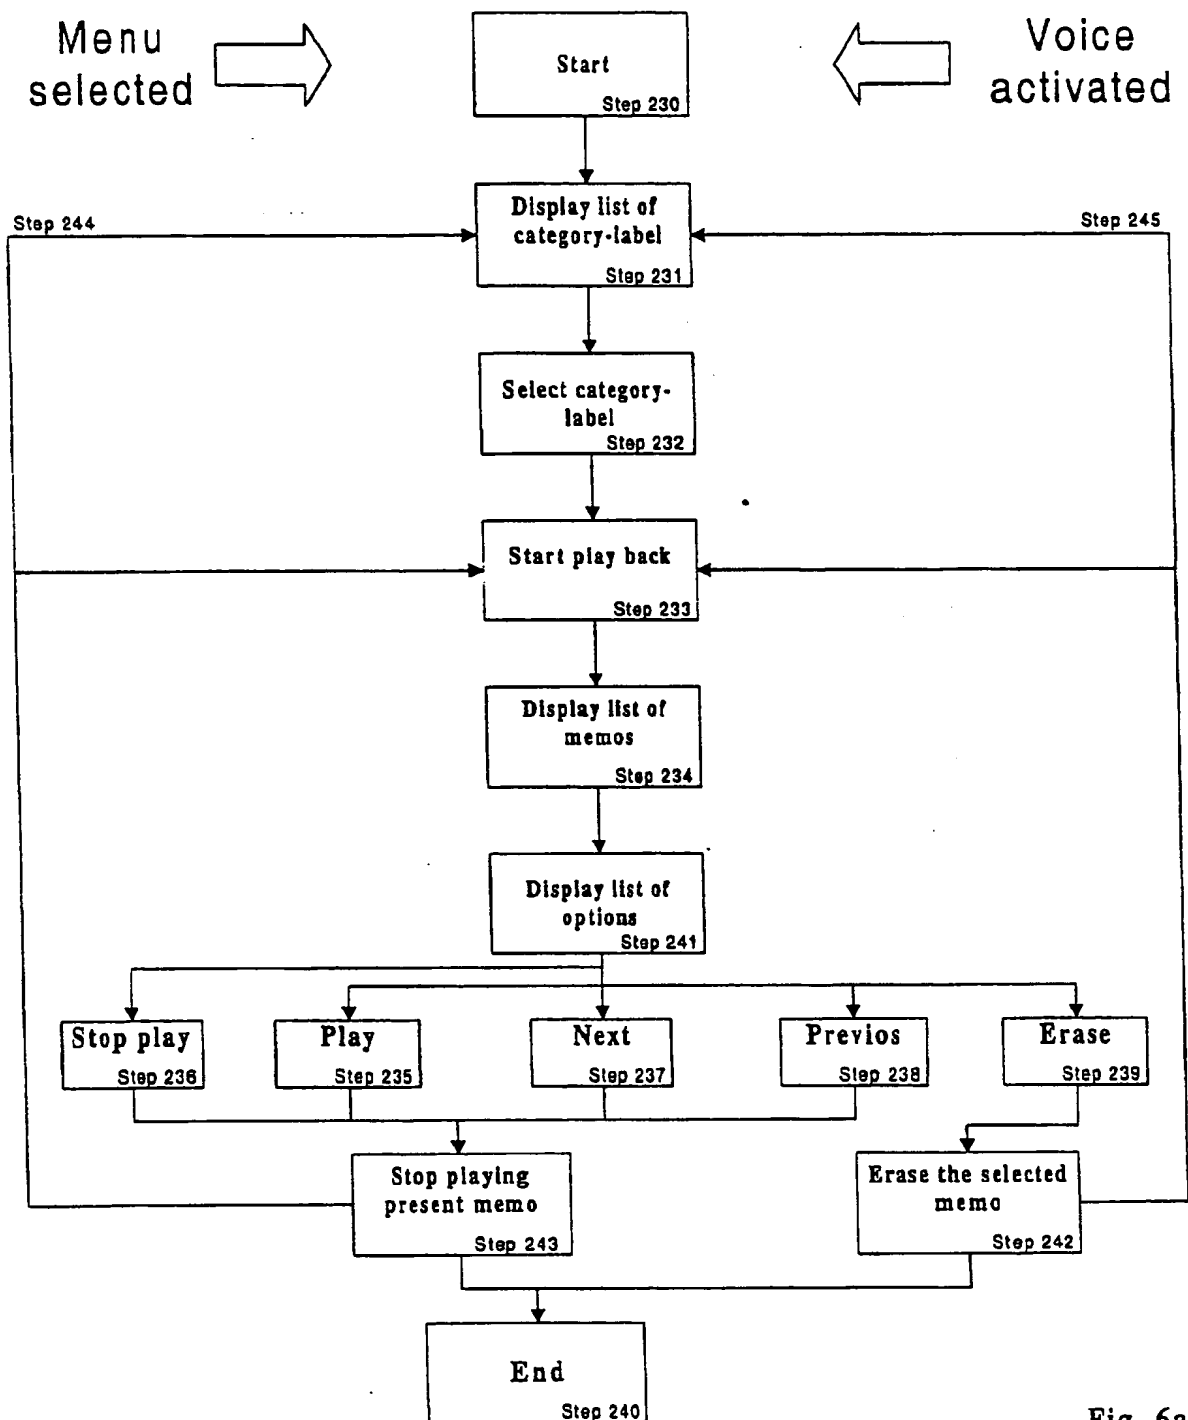 Menu
selected
Voice
activated
Start
Step 230
Step 244
Display list of
category-label
Step 231
Step 245
Select category-
label
Step 232
Start play back
Step 233
Display list of
memos
Step 234
Display list of
options
Step 241
Stop play
Step 236
Play
Step 235
Next
Step 237
Previos
Step 238
Erase
Step 239
Stop playing
present memo
Step 243
Erase the selected
memo
Step 242
End
Step 240
Fig. 6a